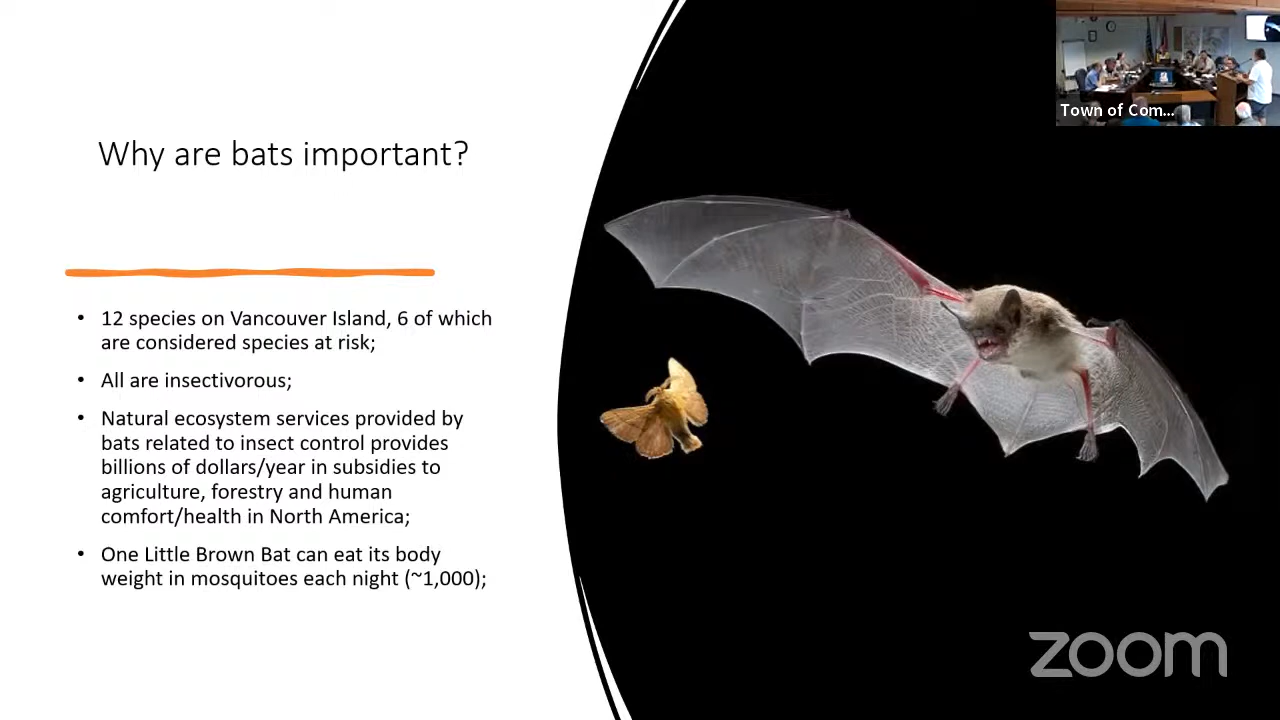 Town of Com...
Why are bats important?
• 12 species on Vancouver Island, 6 of which
are considered species at risk;
• All are insectivorous;
• Natural ecosystem services provided by
bats related to insect control provides
billions of dollars/year in subsidies to
agriculture, forestry and human
comfort/health in North America;
• One Little Brown Bat can eat its body
weight in mosquitoes each night (~1,000);
zoom